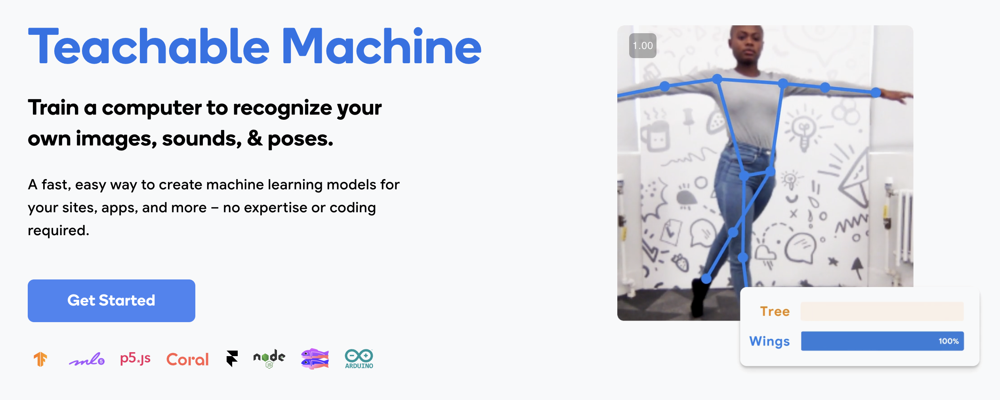 Teachable Machine
Train a computer to recognize your
own images, sounds, & poses.
A fast, easy way to create machine learning models for
your sites, apps, and more – no expertise or coding
required.
Get Started
TF
ml5
p5*js
Coral
node
JS
ARDUINO
1.00
Tree
Wings 100%